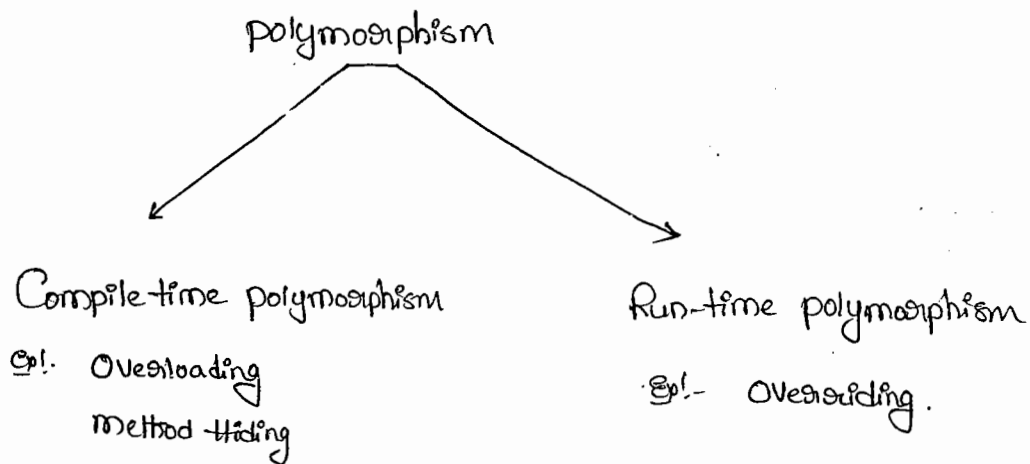 polymorphism
Compile-time polymorphism
Run-time polymorphism
Ex:- Overloading
Ex:- Overriding.
Method Hiding